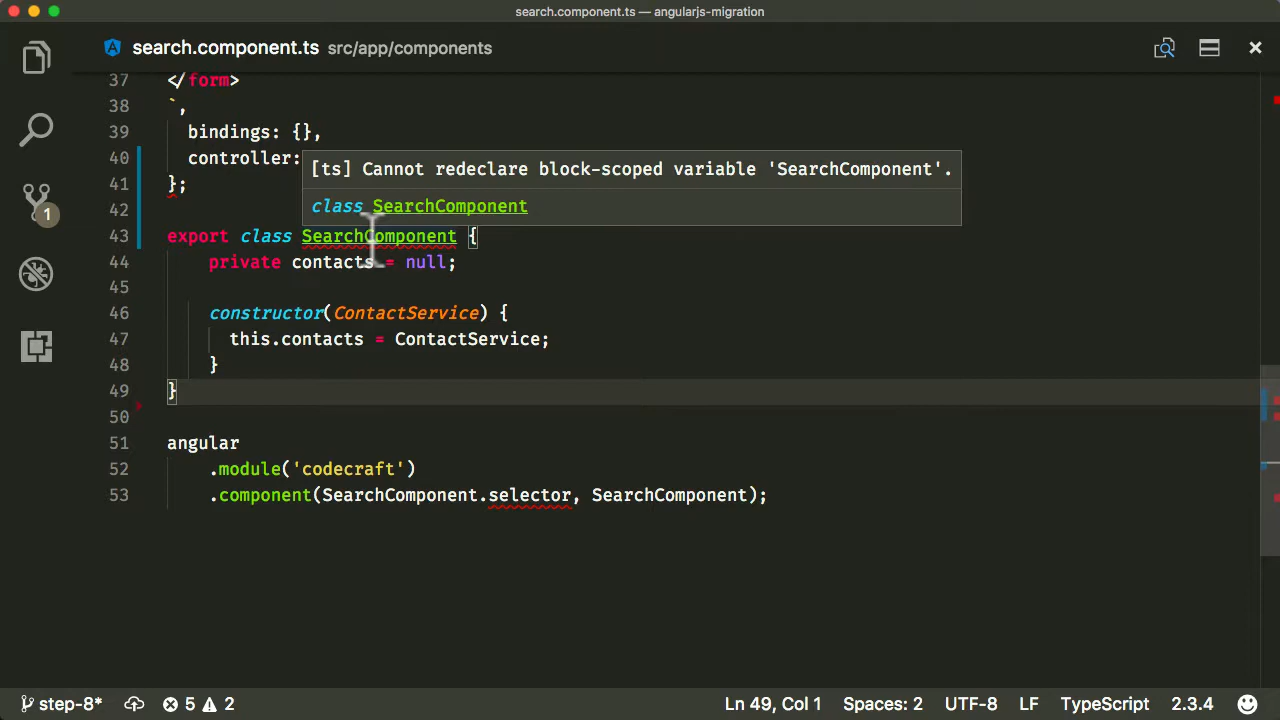 search.component.ts — angularjs-migration
search.component.ts src/app/components
37 </form>
38 `,
39 bindings: {},
40 controller:
[ts] Cannot redeclare block-scoped variable 'SearchComponent'.
41 };
42 class SearchComponent
43 export class SearchComponent {
44 private contacts = null;
45
46 constructor(ContactService) {
47 this.contacts = ContactService;
48 }
49 }
50
51 angular
52 .module('codecraft')
53 .component(SearchComponent.selector, SearchComponent);
1
step-8* 5 2 Ln 49, Col 1 Spaces: 2 UTF-8 LF TypeScript 2.3.4